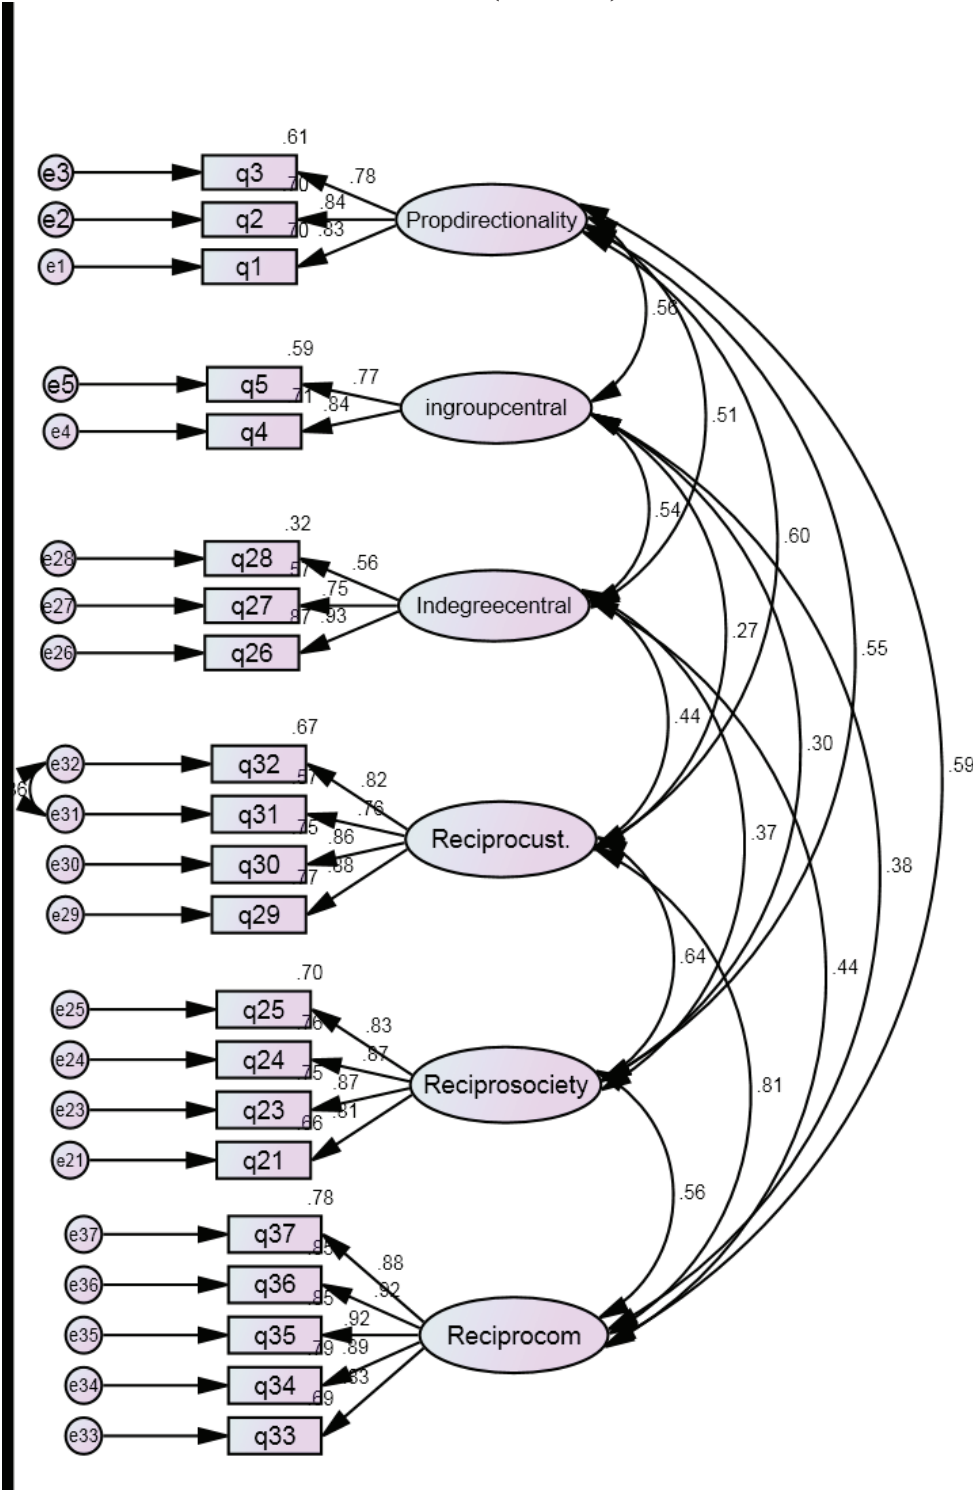 .61
e3 q3 .78
.70
e2 q2 .84 Propdirectionality
.70 .83
e1 q1
.56
.59
e5 q5 .77
.71 .84 ingroupcentral .51
e4 q4
.54
.32 .60
e28 q28 .56
.57 .75
e27 q27 Indegreecentral
.87 .93 .27
e26 q26 .55
.44
.67 .30
e32 q32 .82 .59
.57
e31 q31 .76
.75 .86 Reciprocust. .37
e30 q30 .88 .38
.77
e29 q29
.64 .44
.70
e25 q25 .83
.76
e24 q24 .87
.75 .87 Reciprosociety .81
e23 q23 .81
.66
e21 q21
.56
.78
e37 q37 .88
.85
e36 q36 .92
.85 .92
e35 q35 Reciprocom
.79 .89
e34 q34 .83
.69
e33 q33